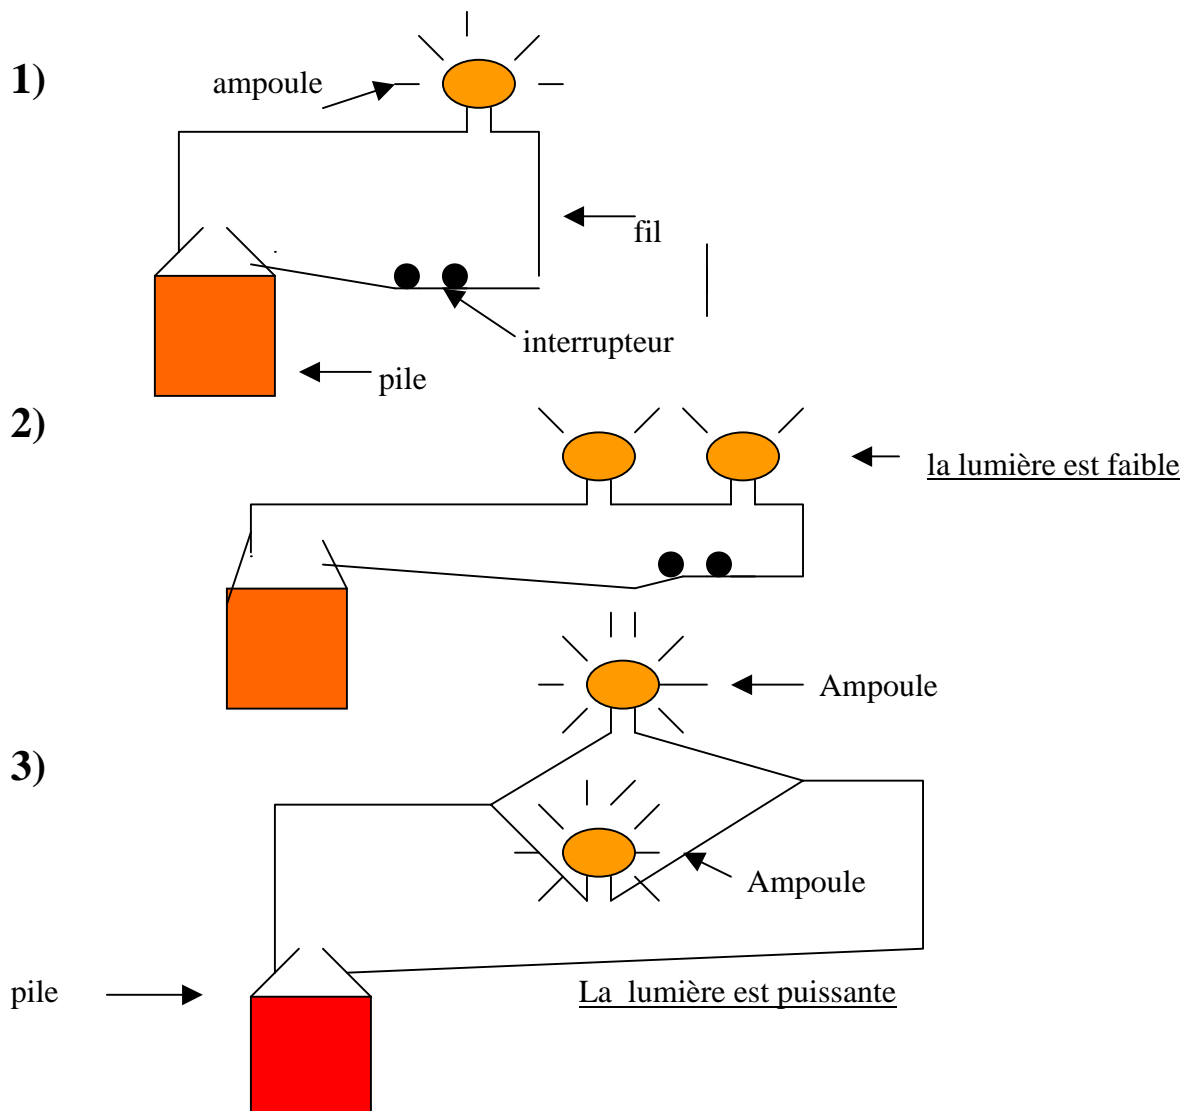 1)
ampoule
fil
interrupteur
pile
2)
la lumière est faible
Ampoule
3)
Ampoule
pile
La  lumière est puissante